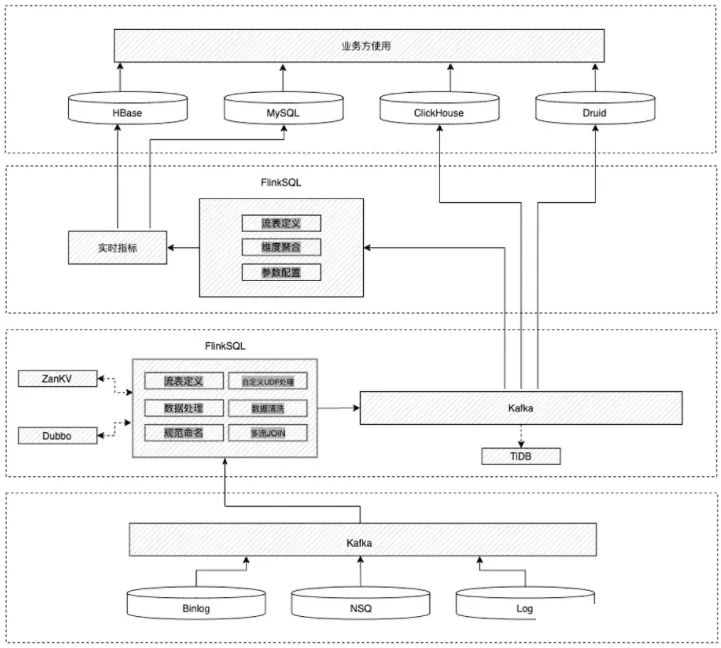 业务方使用
HBase
MySQL
ClickHouse
Druid
FlinkSQL
流表定义
实时指标
维度聚合
参数配置
FlinkSQL
ZanKV
流表定义
自定义UDF处理
数据处理
数据清洗
Kafka
Dubbo
规范命名
多流JOIN
TiDB
Kafka
Binlog
NSQ
Log